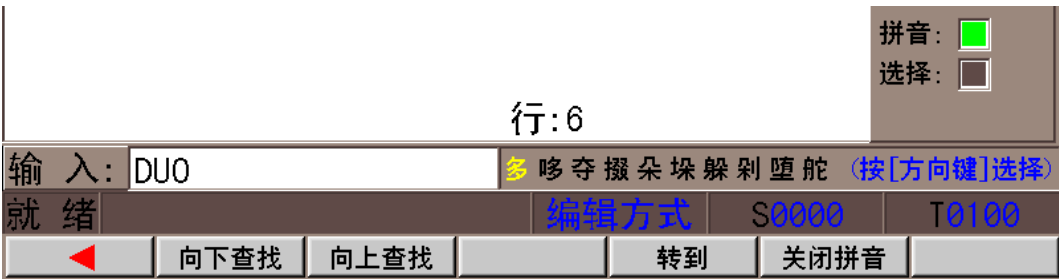 拼音:
选择:
行:6
输 入: DUO 多 哆 夺 掇 朵 垛 躲 剁 堕 舵 (按[方向键]选择)
就 绪 编辑方式 S0000 T0100
向下查找 向上查找 转到 关闭拼音